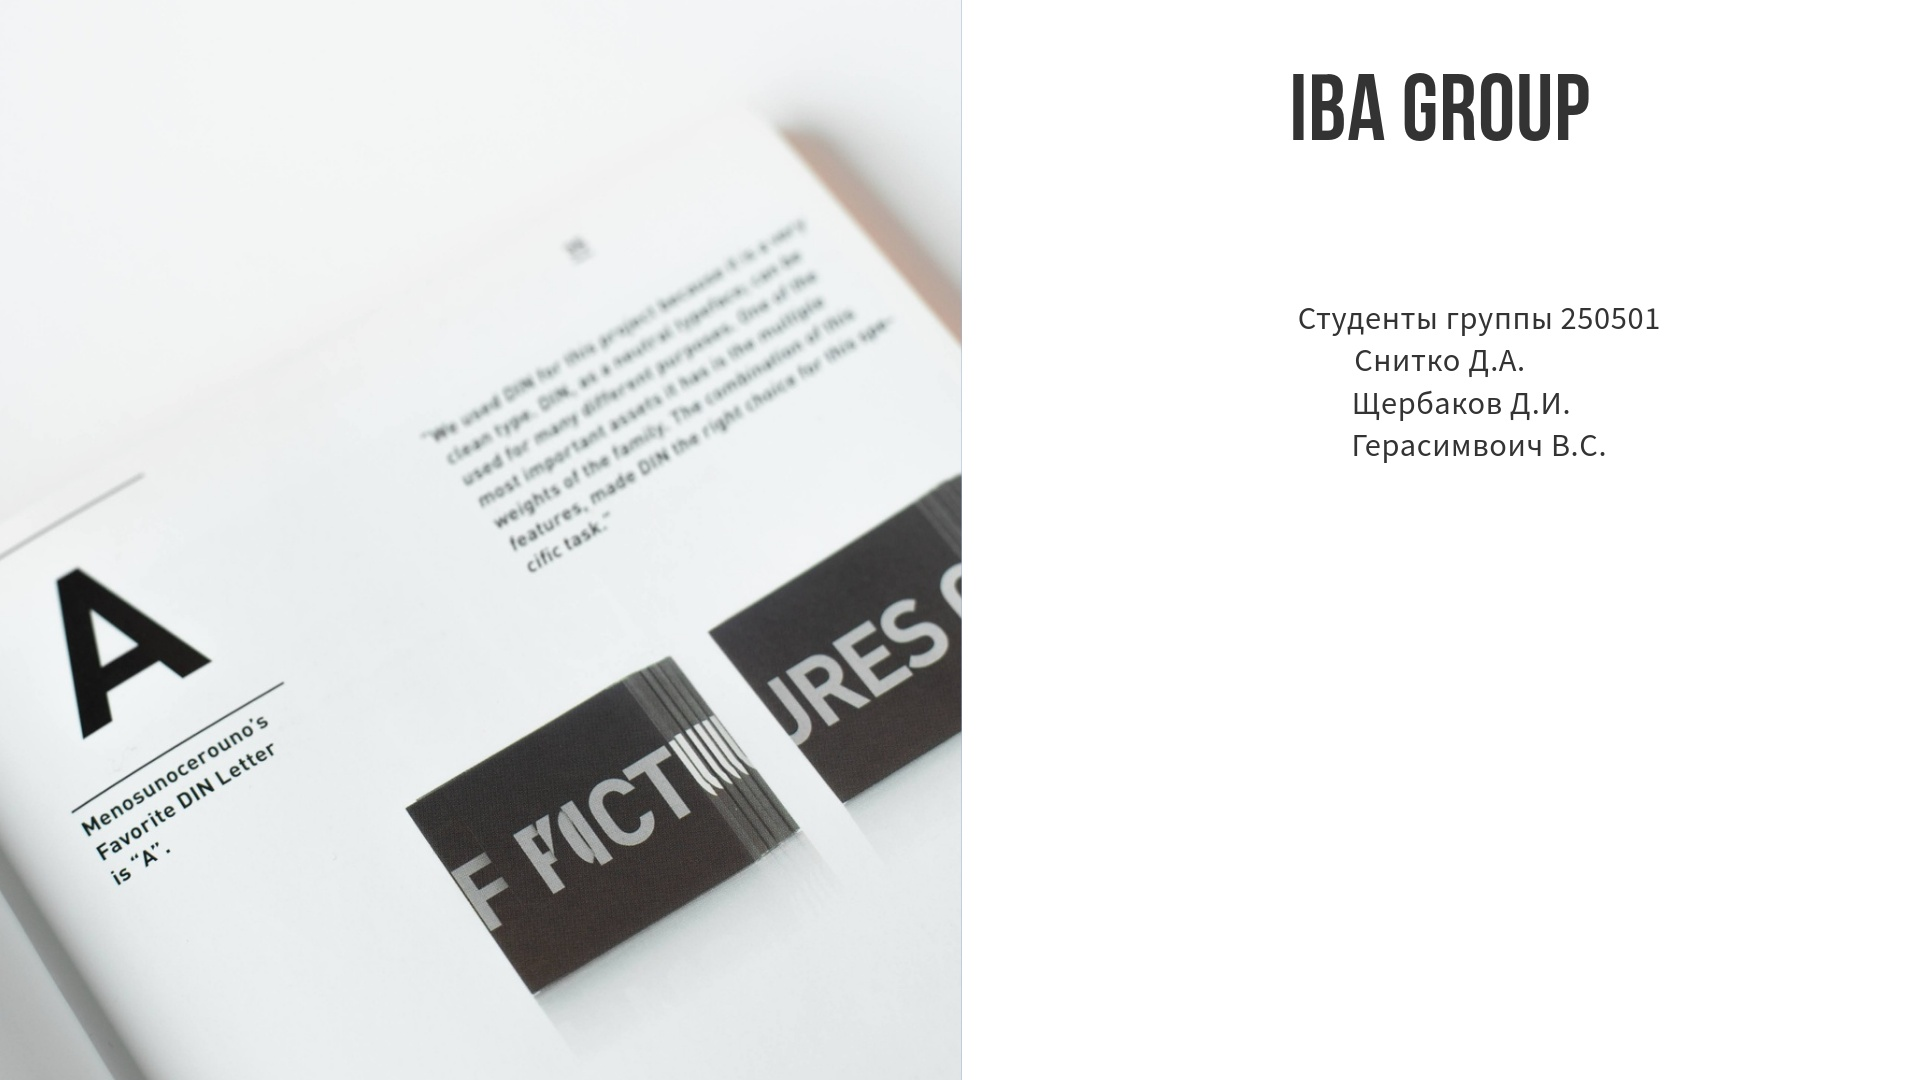 IBA GROUP
Студенты группы 250501
Снитко Д.А.
Щербаков Д.И.
Герасимвоич В.С.
“We used DIN for this project because it is a very
clean type. DIN, as a neutral typeface, can be
used for many different purposes. One of the
most important assets it has is the multiple
weights of the family. The combination of this
features, made DIN the right choice for this spe-
cific task.”
A
Menosunocerouno's
Favorite DIN Letter
is “A”.
F FICTU
URES